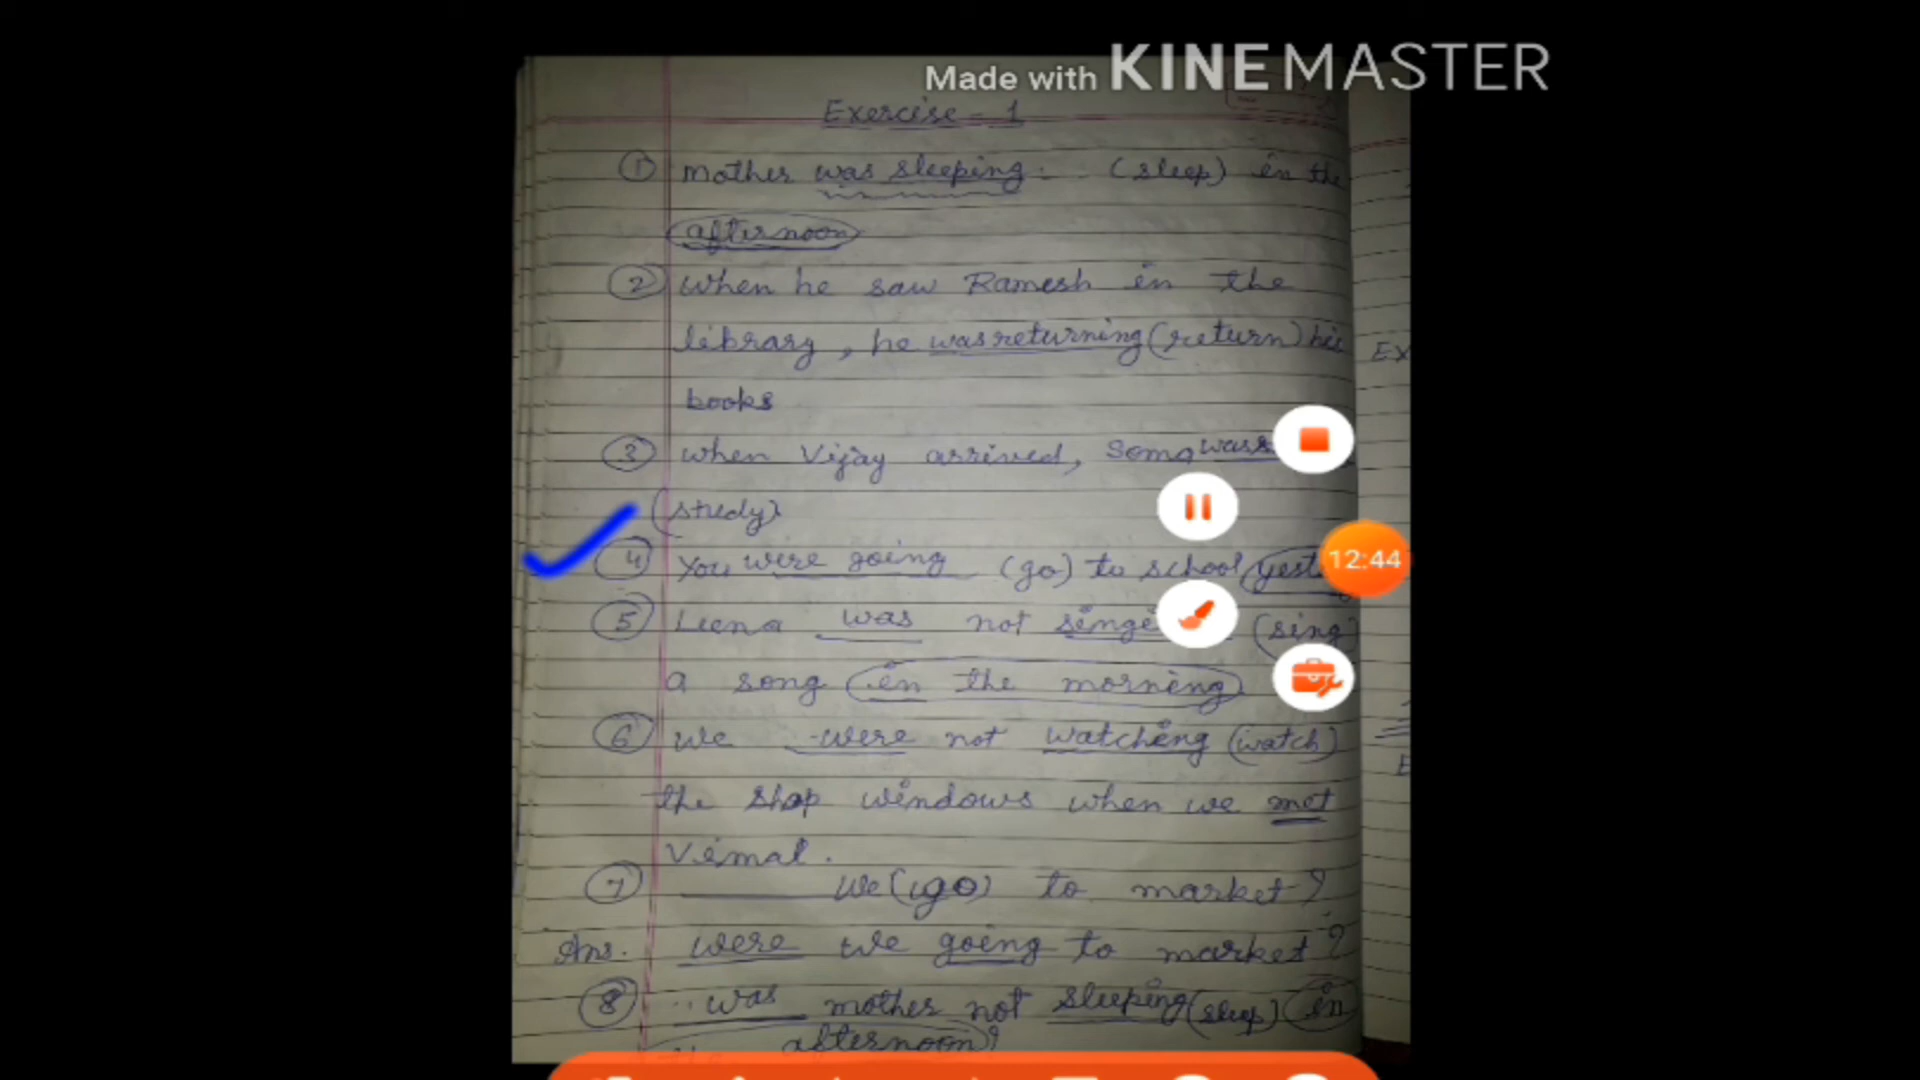 Made with KINEMASTER
Exercise - 1
① mother was sleeping. (sleep) in the
afternoon
② when he saw Ramesh in the
library, he was returning (return) his
books
③ when Vijay arrived, Soma was
(study)
④ You were going (go) to school
12:44
⑤ Leena was not (sing)
a song in the morning
⑥ we were not watching (watch)
the shop windows when we met
Vimal.
⑦ ____ we (go) to market?
Ans. were we going to market?
⑧ was mother not sleeping (sleep) in
afternoon?